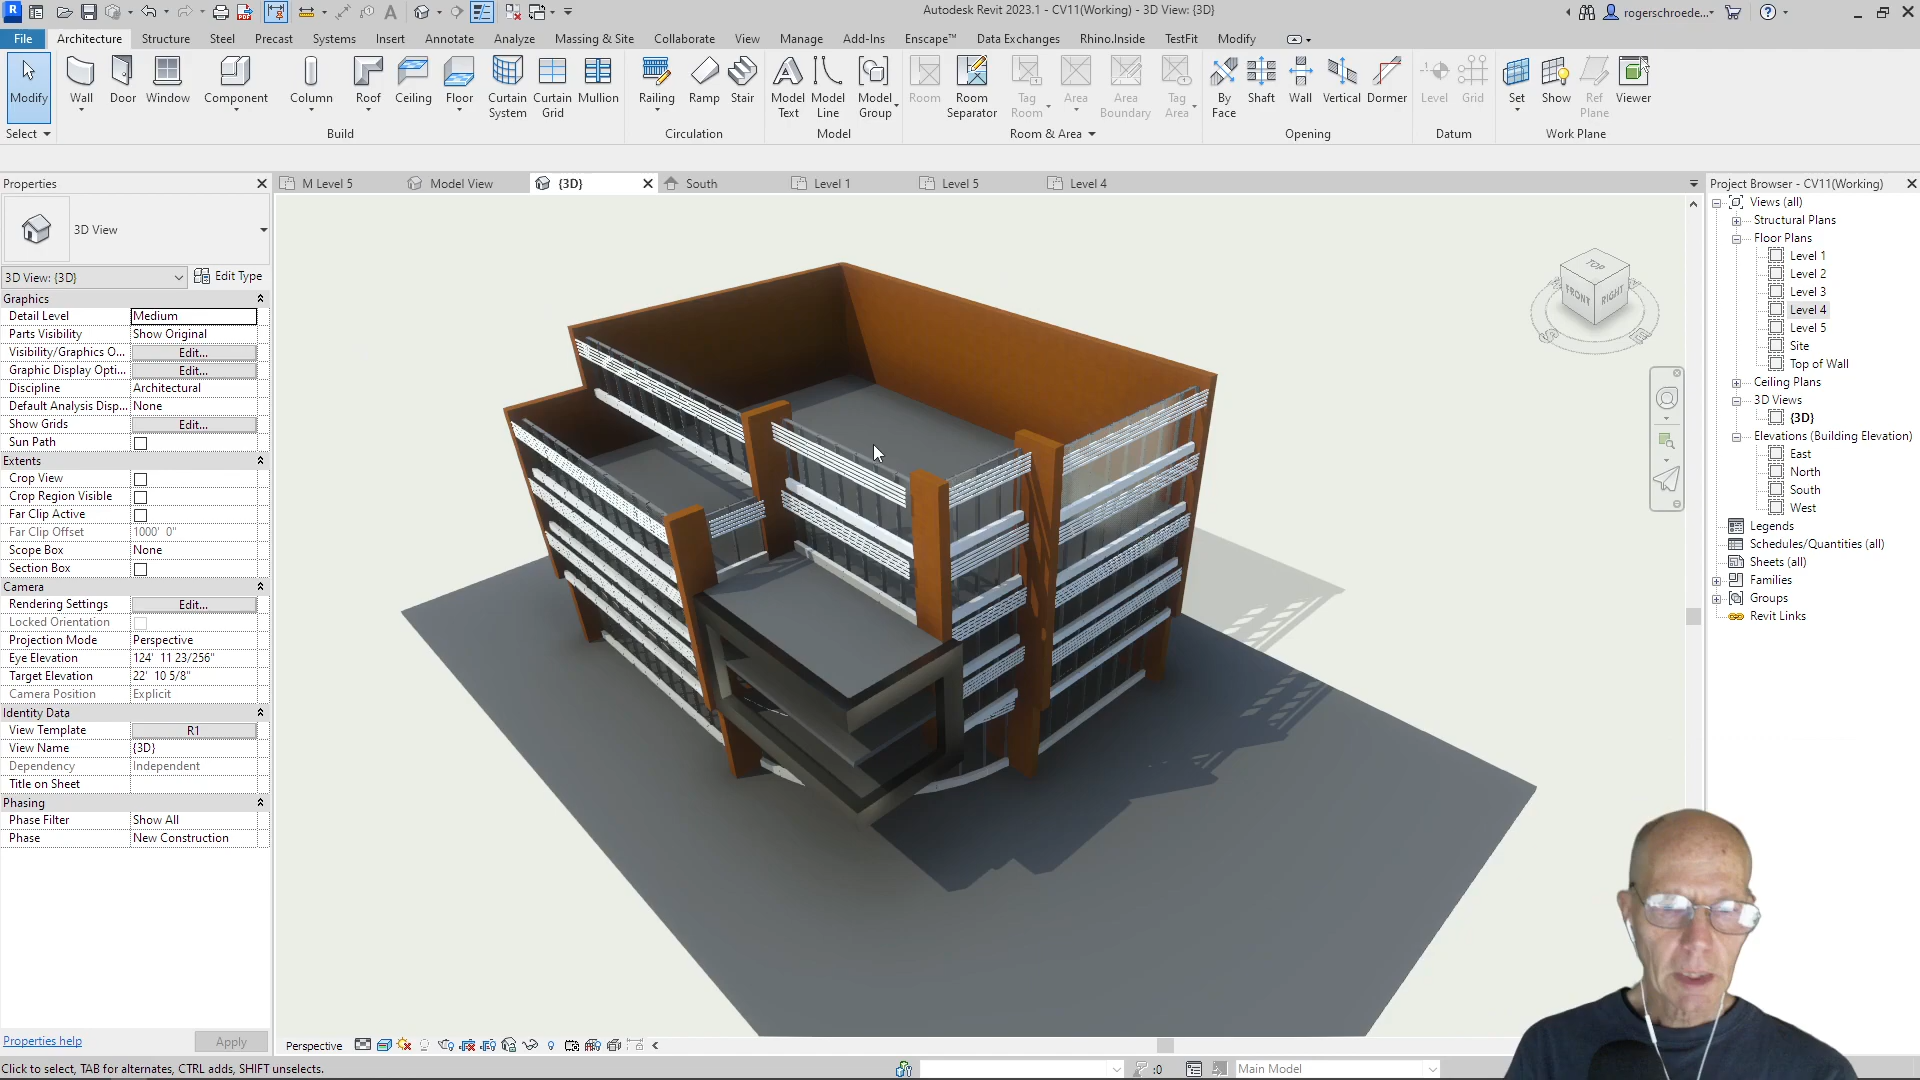 Autodesk Revit 2023.1 - CV11(Working) - 3D View: {3D}
rogerschroede...
File Architecture Structure Steel Precast Systems Insert Annotate Analyze Massing & Site Collaborate View Manage Add-Ins Enscape™ Data Exchanges Rhino.Inside TestFit Modify
Modify Wall Door Window Component Column Roof Ceiling Floor Curtain System Curtain Grid Mullion Railing Ramp Stair Model Text Model Line Model Group Room Room Separator Tag Room Area Area Boundary Tag Area By Face Shaft Wall Vertical Dormer Level Grid Set Show Ref Plane Viewer
Select Build Circulation Model Room & Area Opening Datum Work Plane
Properties
3D View
3D View: {3D} Edit Type
Graphics
Detail Level Medium
Parts Visibility Show Original
Visibility/Graphics O... Edit...
Graphic Display Opti... Edit...
Discipline Architectural
Default Analysis Disp... None
Show Grids Edit...
Sun Path
Extents
Crop View
Crop Region Visible
Far Clip Active
Far Clip Offset 1000' 0"
Scope Box None
Section Box
Camera
Rendering Settings Edit...
Locked Orientation
Projection Mode Perspective
Eye Elevation 124' 11 23/256"
Target Elevation 22' 10 5/8"
Camera Position Explicit
Identity Data
View Template R1
View Name {3D}
Dependency Independent
Title on Sheet
Phasing
Phase Filter Show All
Phase New Construction
Properties help Apply
M Level 5 Model View {3D} South Level 1 Level 5 Level 4
TOP
FRONT RIGHT
Perspective
Project Browser - CV11(Working)
Views (all)
Structural Plans
Floor Plans
Level 1
Level 2
Level 3
Level 4
Level 5
Site
Top of Wall
Ceiling Plans
3D Views
{3D}
Elevations (Building Elevation)
East
North
South
West
Legends
Schedules/Quantities (all)
Sheets (all)
Families
Groups
Revit Links
Click to select, TAB for alternates, CTRL adds, SHIFT unselects.
:0
Main Model